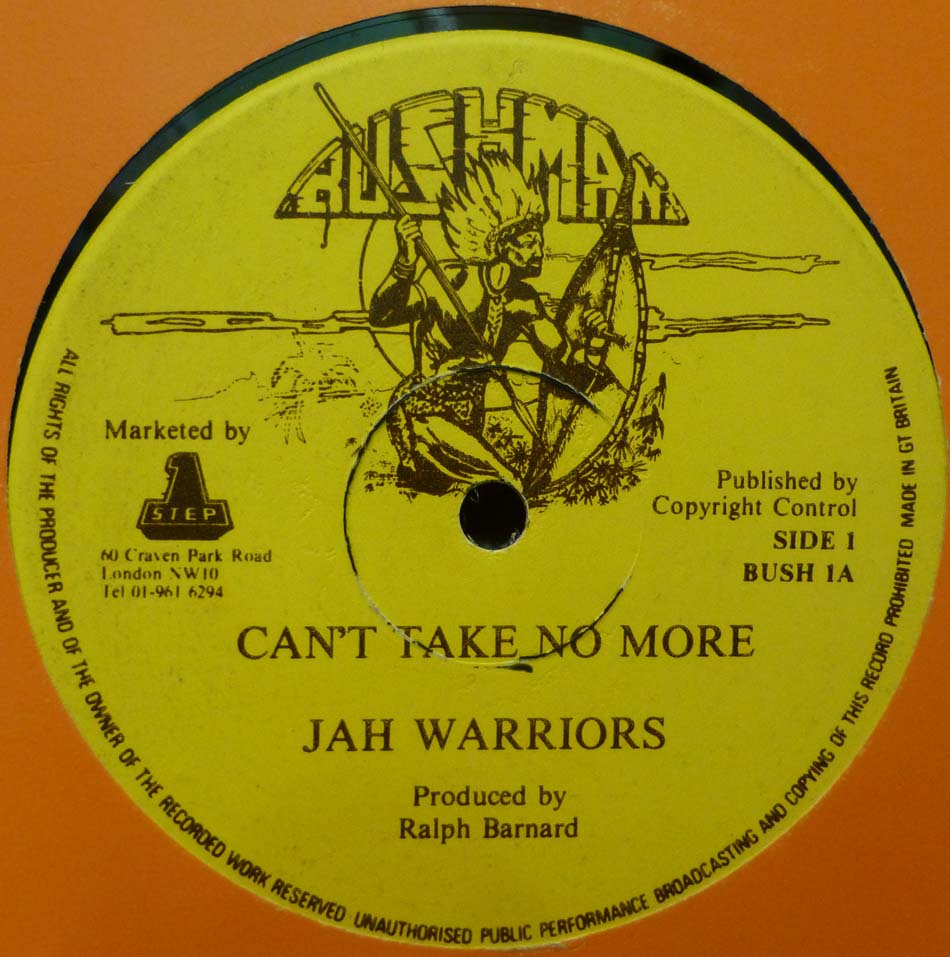 BUSHMAN
Marketed by
1
STEP
60 Craven Park Road
London NW10
Tel 01-961 6294
Published by
Copyright Control
SIDE 1
BUSH 1A
CAN'T TAKE NO MORE
JAH WARRIORS
Produced by
Ralph Barnard
ALL RIGHTS OF THE PRODUCER AND OF THE OWNER OF THE RECORDED WORK RESERVED UNAUTHORISED PUBLIC PERFORMANCE BROADCASTING AND COPYING OF THIS RECORD PROHIBITED MADE IN GT BRITAIN